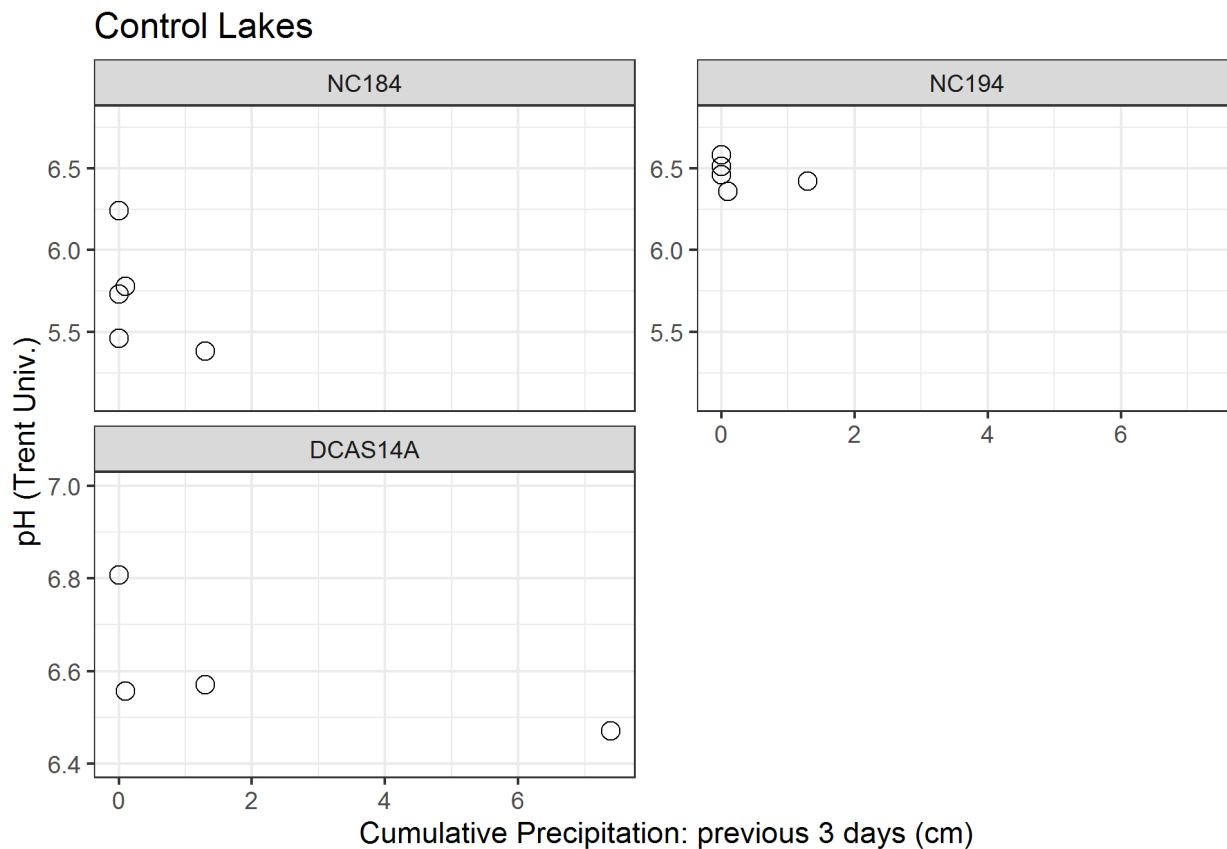 Control Lakes
NC184
NC194
6.5
6.0
5.5
6.5
6.0
5.5
0 2 4 6
DCAS14A
7.0
6.8
6.6
6.4
0 2 4 6
pH (Trent Univ.)
Cumulative Precipitation: previous 3 days (cm)